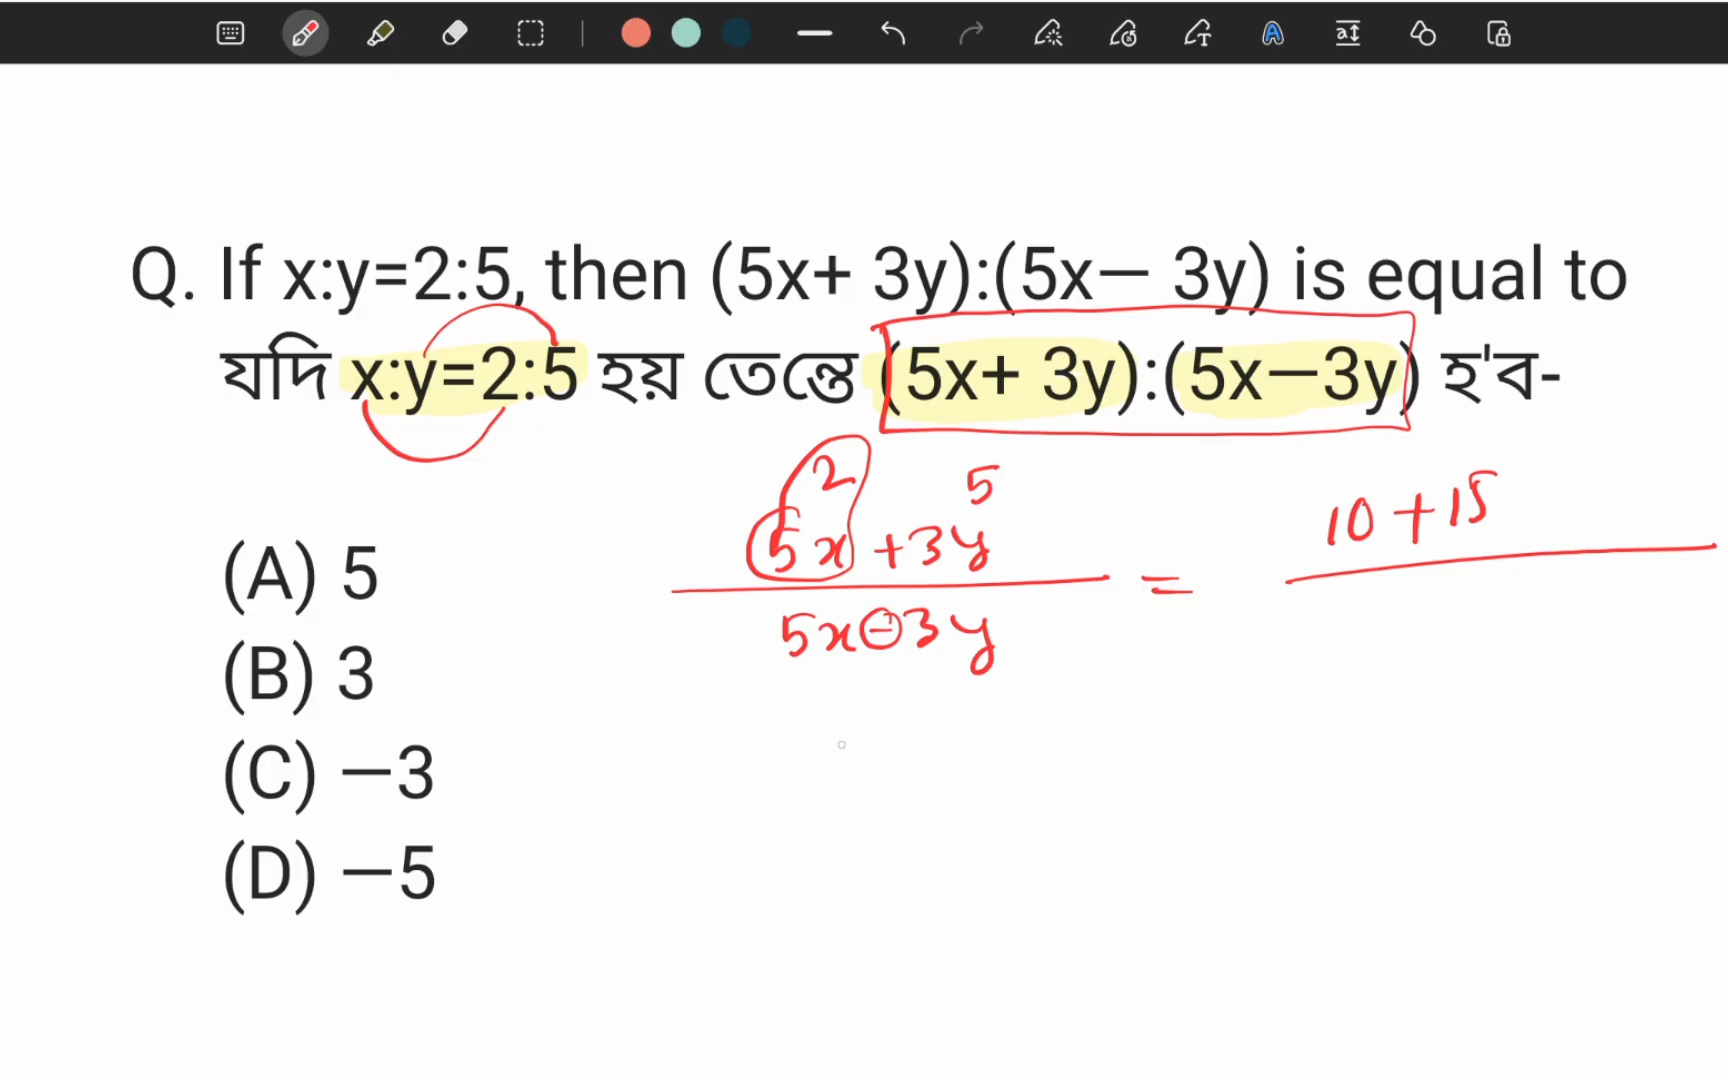 Q. If x:y=2:5, then (5x+ 3y):(5x— 3y) is equal to
যদি x:y=2:5 হয় তেন্তে (5x+ 3y):(5x—3y) হ'ব-
2 5
5x +3y
10 +15
=
5x-3y
(A) 5
(B) 3
(C) —3
(D) —5